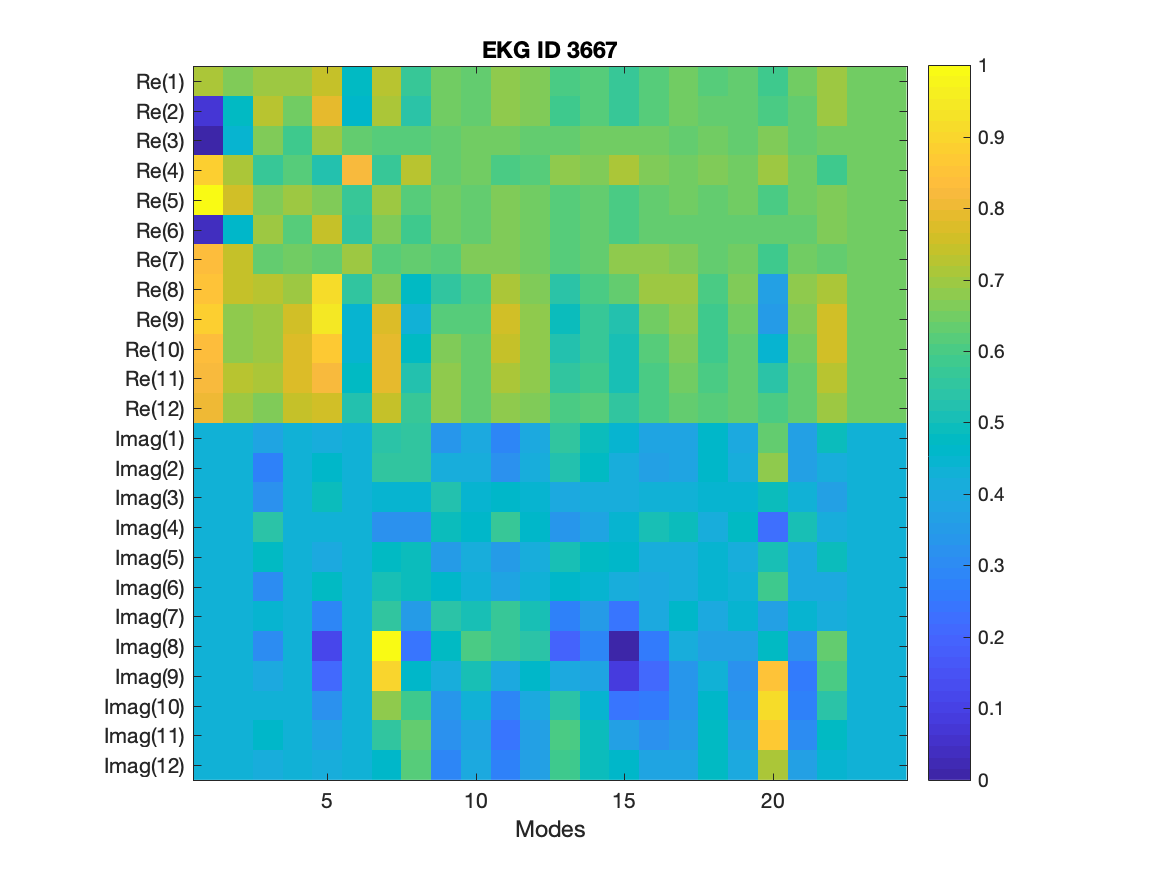 EKG ID 3667
Re(1)
Re(2)
Re(3)
Re(4)
Re(5)
Re(6)
Re(7)
Re(8)
Re(9)
Re(10)
Re(11)
Re(12)
Imag(1)
Imag(2)
Imag(3)
Imag(4)
Imag(5)
Imag(6)
Imag(7)
Imag(8)
Imag(9)
Imag(10)
Imag(11)
Imag(12)
5 10 15 20
Modes
1
0.9
0.8
0.7
0.6
0.5
0.4
0.3
0.2
0.1
0